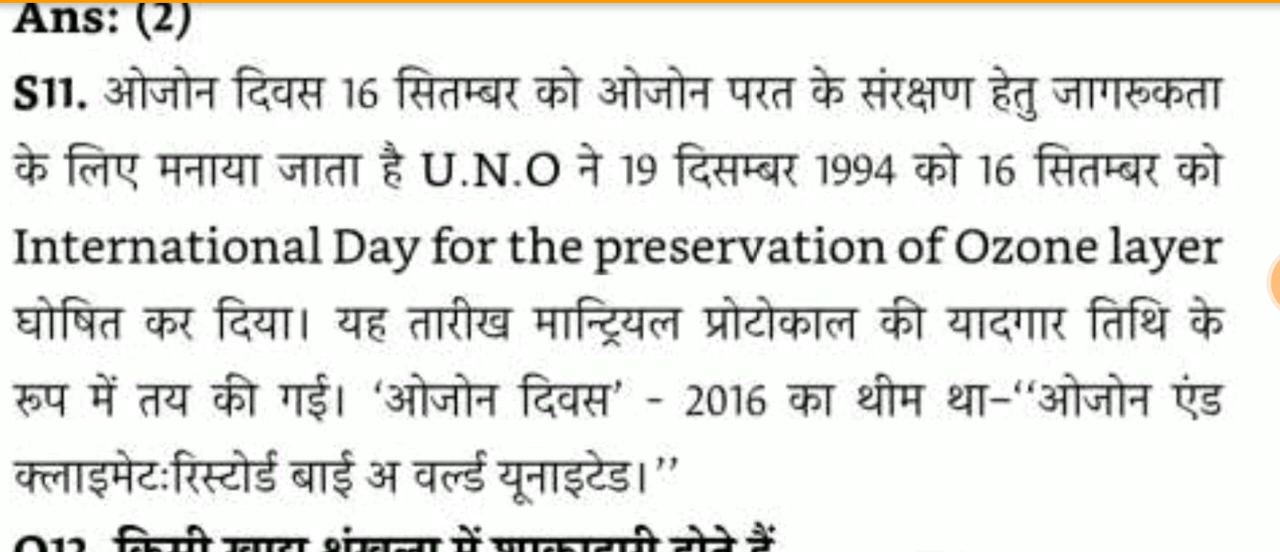 Ans: (2)
S11. ओजोन दिवस 16 सितम्बर को ओजोन परत के संरक्षण हेतु जागरूकता
के लिए मनाया जाता है U.N.O ने 19 दिसम्बर 1994 को 16 सितम्बर को
International Day for the preservation of Ozone layer
घोषित कर दिया। यह तारीख मान्ट्रियल प्रोटोकाल की यादगार तिथि के
रूप में तय की गई। ‘ओजोन दिवस’ - 2016 का थीम था–“ओजोन एंड
क्लाइमेटःरिस्टोर्ड बाई अ वर्ल्ड यूनाइटेड।”
Q12. किसी खाद्य श्रृंखला में शाकाहारी होते हैं